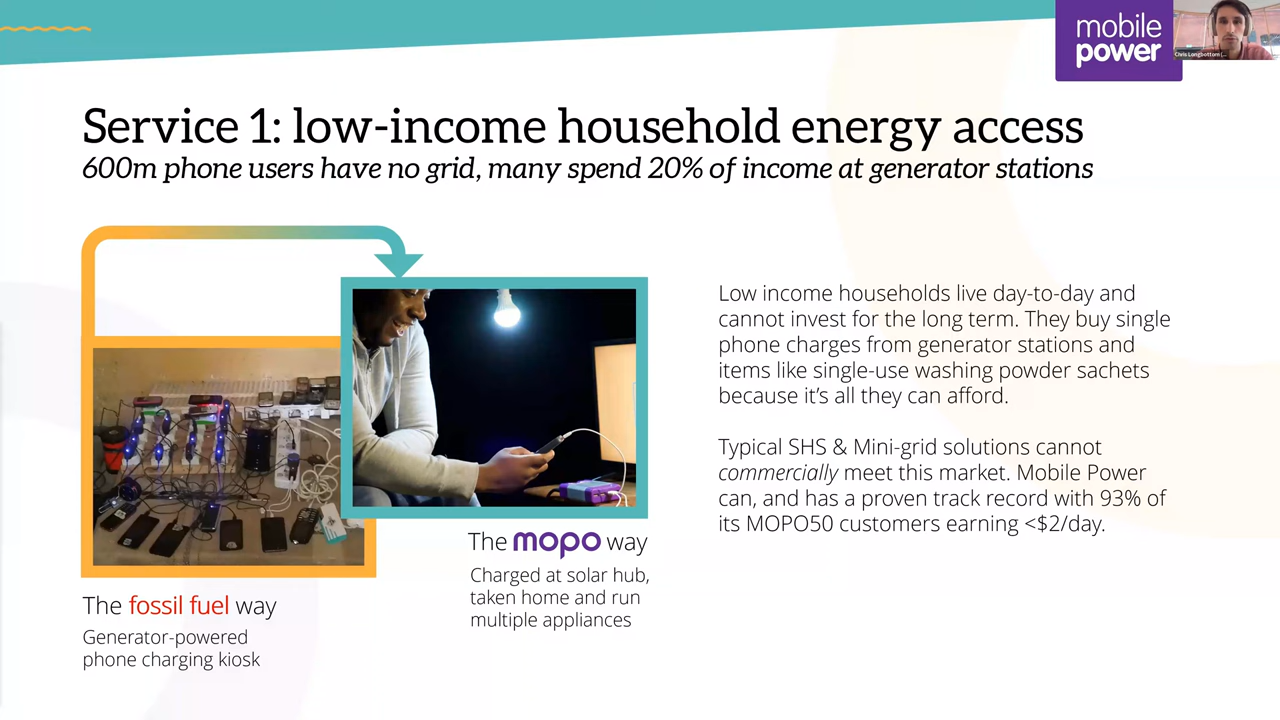 mobile
power
Chris Longbottom (...
Service 1: low-income household energy access
600m phone users have no grid, many spend 20% of income at generator stations
Low income households live day-to-day and
cannot invest for the long term. They buy single
phone charges from generator stations and
items like single-use washing powder sachets
because it’s all they can afford.
Typical SHS & Mini-grid solutions cannot
commercially meet this market. Mobile Power
can, and has a proven track record with 93% of
its MOPO50 customers earning <$2/day.
The mopo way
Charged at solar hub,
taken home and run
multiple appliances
The fossil fuel way
Generator-powered
phone charging kiosk